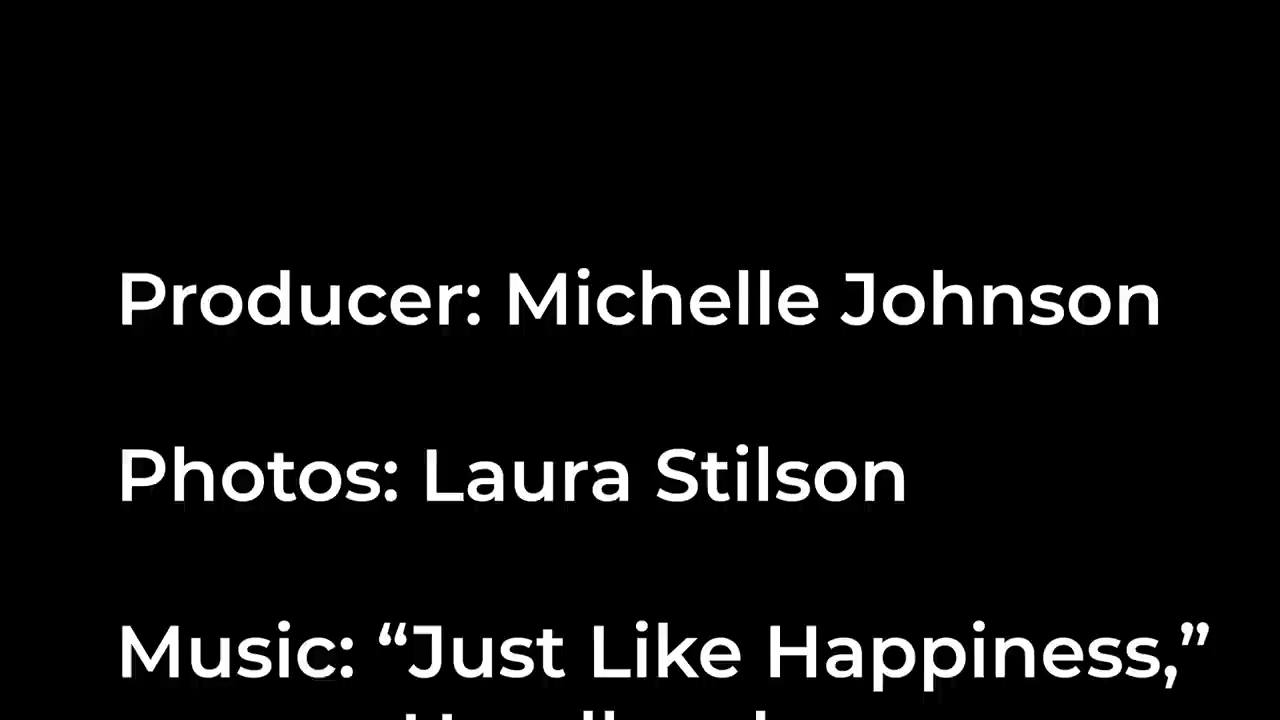 Producer: Michelle Johnson
Photos: Laura Stilson
Music: “Just Like Happiness,”